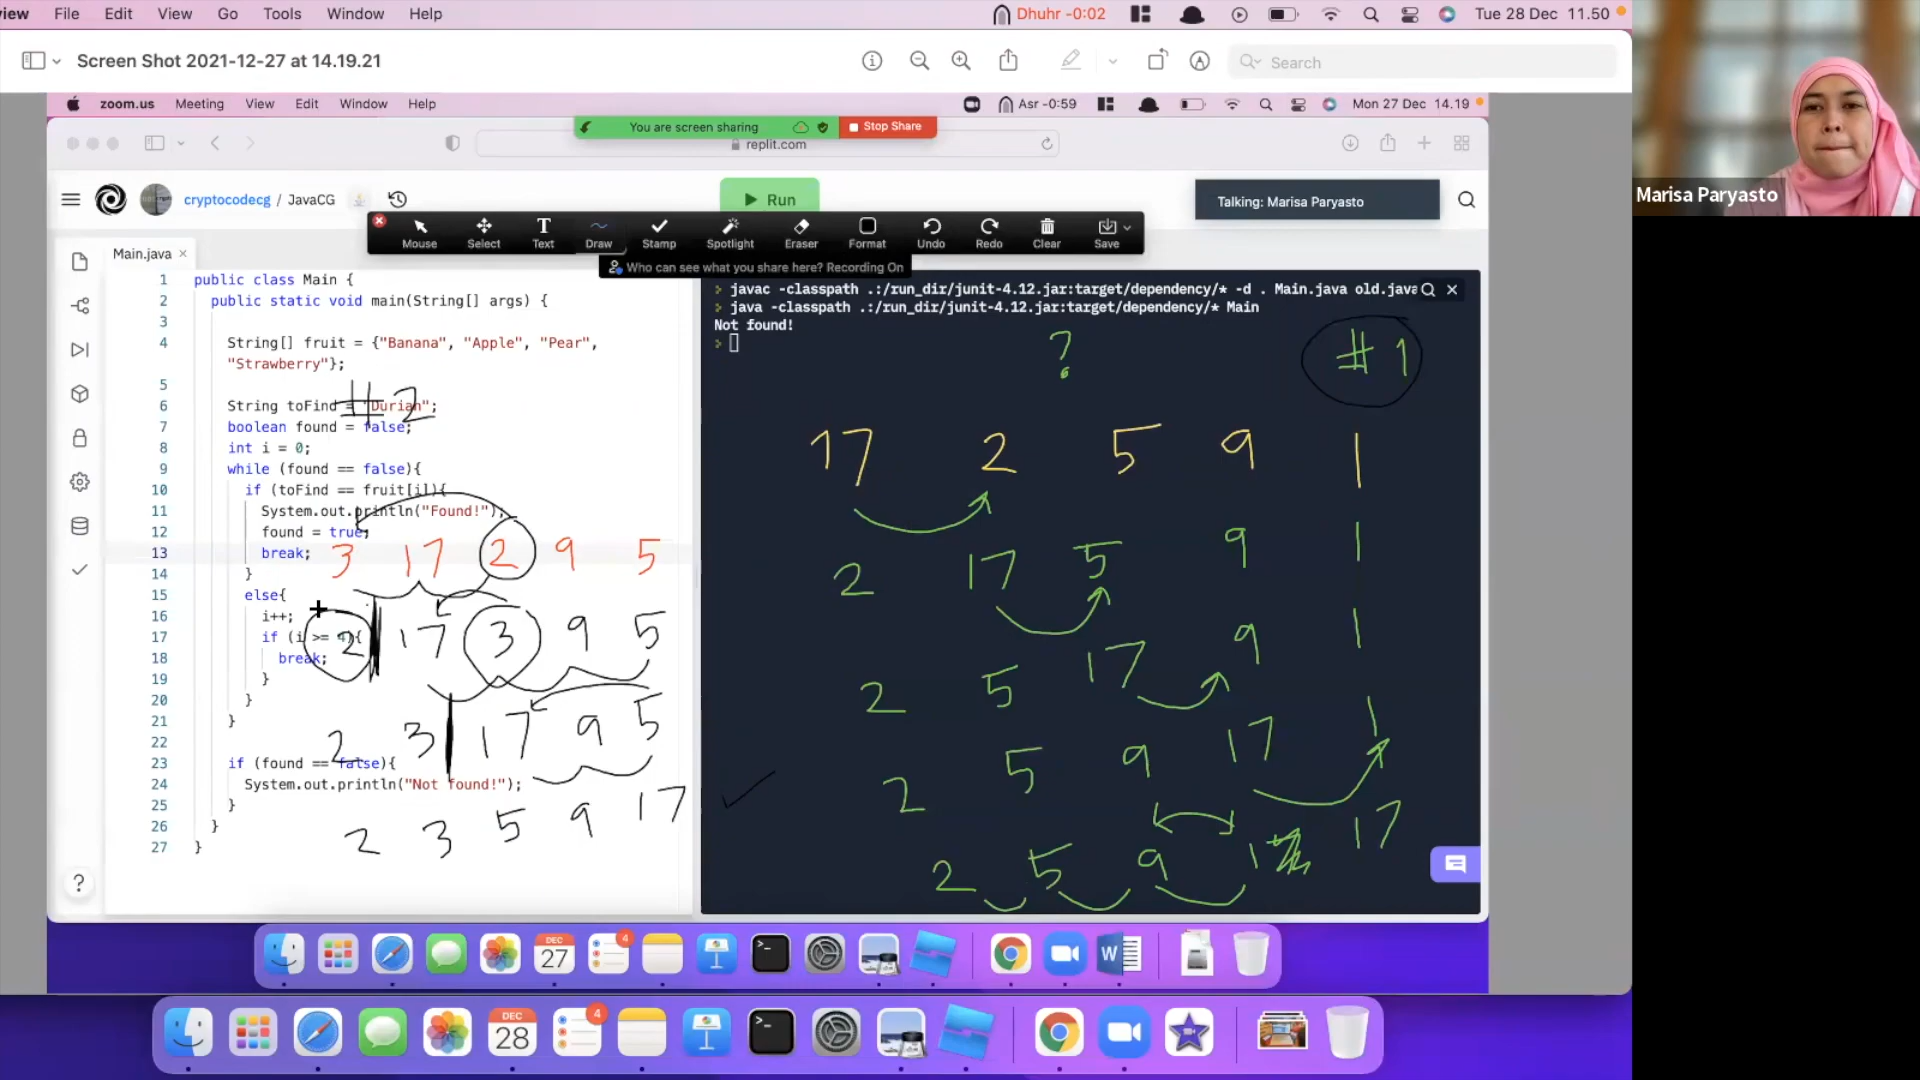 iew File Edit View Go Tools Window Help Dhuhr -0:02 Tue 28 Dec 11.50
Screen Shot 2021-12-27 at 14.19.21 Search
Marisa Paryasto
zoom.us Meeting View Edit Window Help Asr -0:59 Mon 27 Dec 14.19
You are screen sharing Stop Share
replit.com
cryptocodecg / JavaCG Run Talking: Marisa Paryasto
Mouse Select Text Draw Stamp Spotlight Eraser Format Undo Redo Clear Save
Who can see what you share here? Recording On
Main.java
1 public class Main {
2 public static void main(String[] args) {
3
4 String[] fruit = {"Banana", "Apple", "Pear",
"Strawberry"};
5
6 String toFind = "Durian";
7 boolean found = false;
8 int i = 0;
9 while (found == false){
10 if (toFind == fruit[i]){
11 System.out.println("Found!");
12 found = true;
13 break;
14 }
15 else{
16 i++;
17 if (i >= 4){
18 break;
19 }
20 }
21 }
22
23 if (found == false){
24 System.out.println("Not found!");
25 }
26 }
27 }
#2
3 17 2 9 5
2 17 3 9 5
2 3 17 9 5
2 3 5 9 17
javac -classpath .:/run_dir/junit-4.12.jar:target/dependency/* -d . Main.java old.java
java -classpath .:/run_dir/junit-4.12.jar:target/dependency/* Main
Not found!
?
#1
17 2 5 9 1
2 17 5 9 1
2 5 17 9 1
2 5 9 17 1
2 5 9 1 17
?
DEC
27
4
W
DEC
28
4